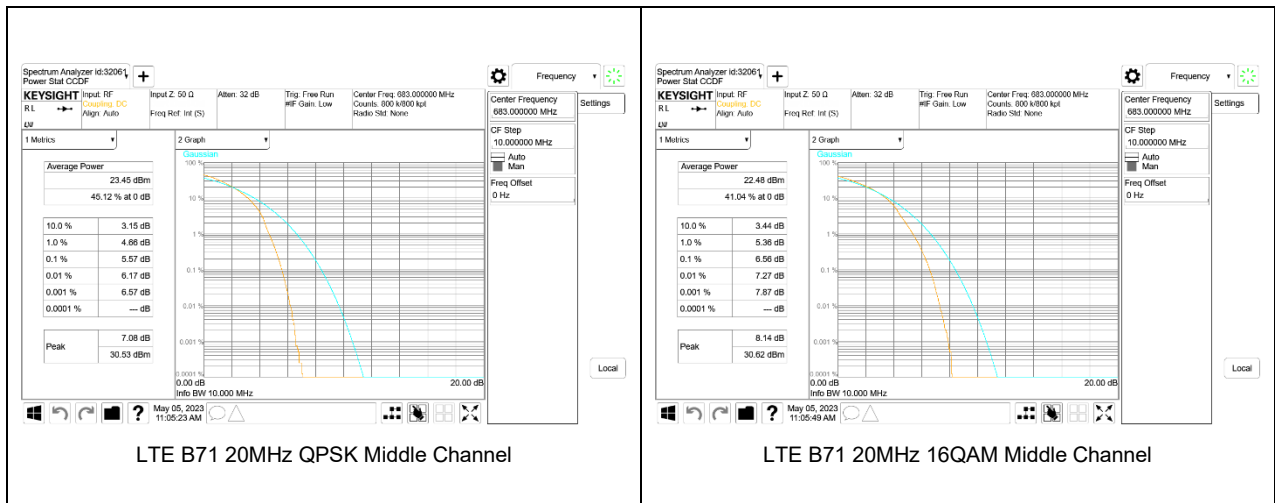 Spectrum Analyzer id:32061
Power Stat CCDF
+
Frequency
KEYSIGHT
R L
Input: RF
Coupling: DC
Align: Auto
Input Z: 50 Ω
Freq Ref: Int (S)
Atten: 32 dB
Trig: Free Run
#IF Gain: Low
Center Freq: 683.000000 MHz
Counts: 800 k/800 kpt
Radio Std: None
Center Frequency
683.000000 MHz
Settings
CF Step
10.000000 MHz
Auto
Man
Freq Offset
0 Hz
1 Metrics
2 Graph
Average Power
23.45 dBm
45.12 % at 0 dB
10.0 % 3.15 dB
1.0 % 4.66 dB
0.1 % 5.57 dB
0.01 % 6.17 dB
0.001 % 6.57 dB
0.0001 % --- dB
Peak
7.08 dB
30.53 dBm
Gaussian
100 %
10 %
1 %
0.1 %
0.01 %
0.001 %
0.0001 %
0.00 dB 20.00 dB
Info BW 10.000 MHz
Local
?
May 05, 2023
11:05:23 AM
LTE B71 20MHz QPSK Middle Channel
Spectrum Analyzer id:32061
Power Stat CCDF
+
Frequency
KEYSIGHT
R L
Input: RF
Coupling: DC
Align: Auto
Input Z: 50 Ω
Freq Ref: Int (S)
Atten: 32 dB
Trig: Free Run
#IF Gain: Low
Center Freq: 683.000000 MHz
Counts: 800 k/800 kpt
Radio Std: None
Center Frequency
683.000000 MHz
Settings
CF Step
10.000000 MHz
Auto
Man
Freq Offset
0 Hz
1 Metrics
2 Graph
Average Power
22.48 dBm
41.04 % at 0 dB
10.0 % 3.44 dB
1.0 % 5.36 dB
0.1 % 6.56 dB
0.01 % 7.27 dB
0.001 % 7.87 dB
0.0001 % --- dB
Peak
8.14 dB
30.62 dBm
Gaussian
100 %
10 %
1 %
0.1 %
0.01 %
0.001 %
0.0001 %
0.00 dB 20.00 dB
Info BW 10.000 MHz
Local
?
May 05, 2023
11:05:49 AM
LTE B71 20MHz 16QAM Middle Channel